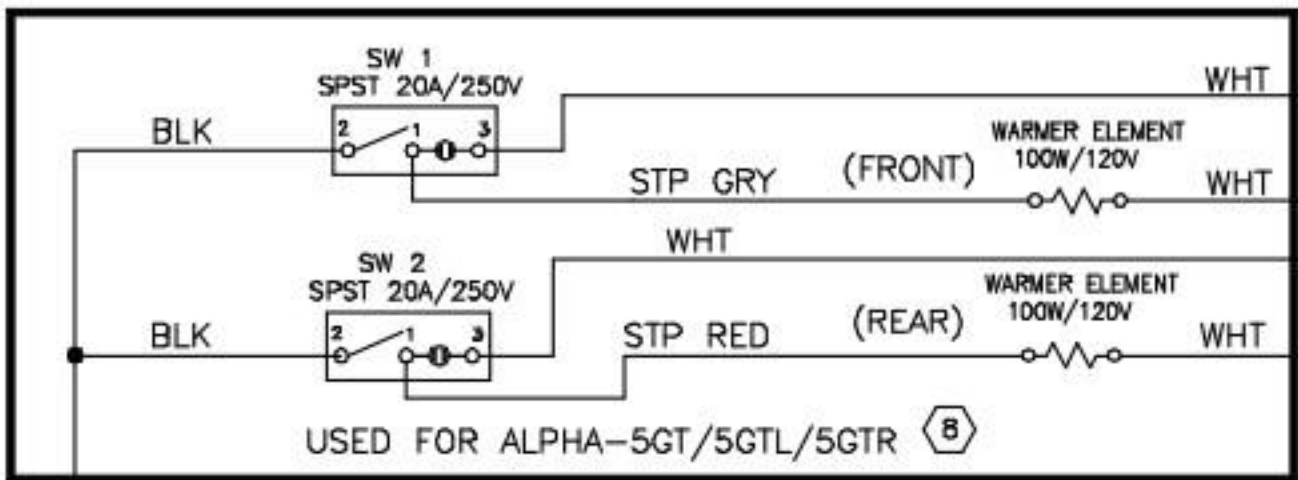 SW 1
SPST 20A/250V
WHT
BLK
2 1 3
WARMER ELEMENT
100W/120V
STP GRY (FRONT) WHT
WHT
SW 2
SPST 20A/250V
WARMER ELEMENT
100W/120V
BLK
2 1 3
STP RED (REAR) WHT
USED FOR ALPHA-5GT/5GTL/5GTR 8